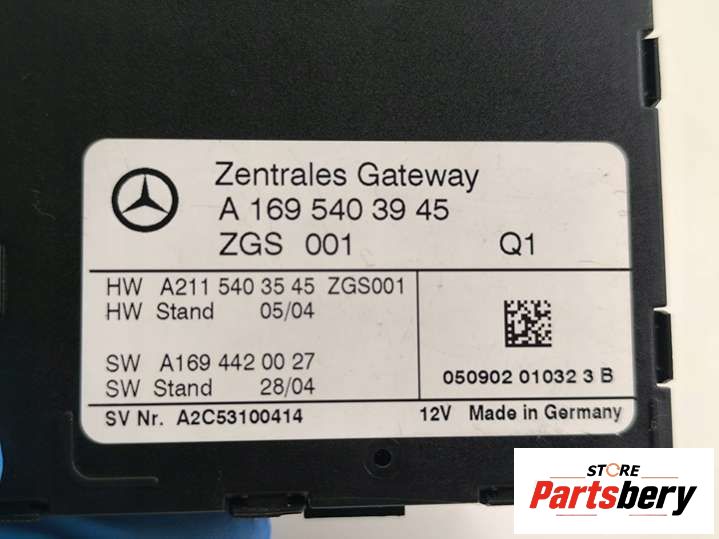 Zentrales Gateway
A 169 540 39 45
ZGS 001 Q1
HW A211 540 35 45 ZGS001
HW Stand 05/04
SW A169 442 00 27
SW Stand 28/04
050902 01032 3 B
SV Nr. A2C53100414 12V Made in Germany
STORE
Partsbery